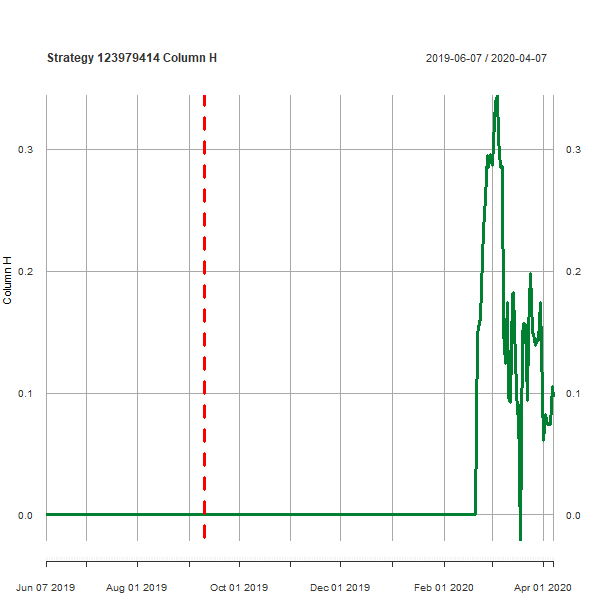 Strategy 123979414 Column H
2019-06-07 / 2020-04-07
Column H
0.3
0.3
0.2
0.2
0.1
0.1
0.0
0.0
Jun 07 2019
Aug 01 2019
Oct 01 2019
Dec 01 2019
Feb 01 2020
Apr 01 2020